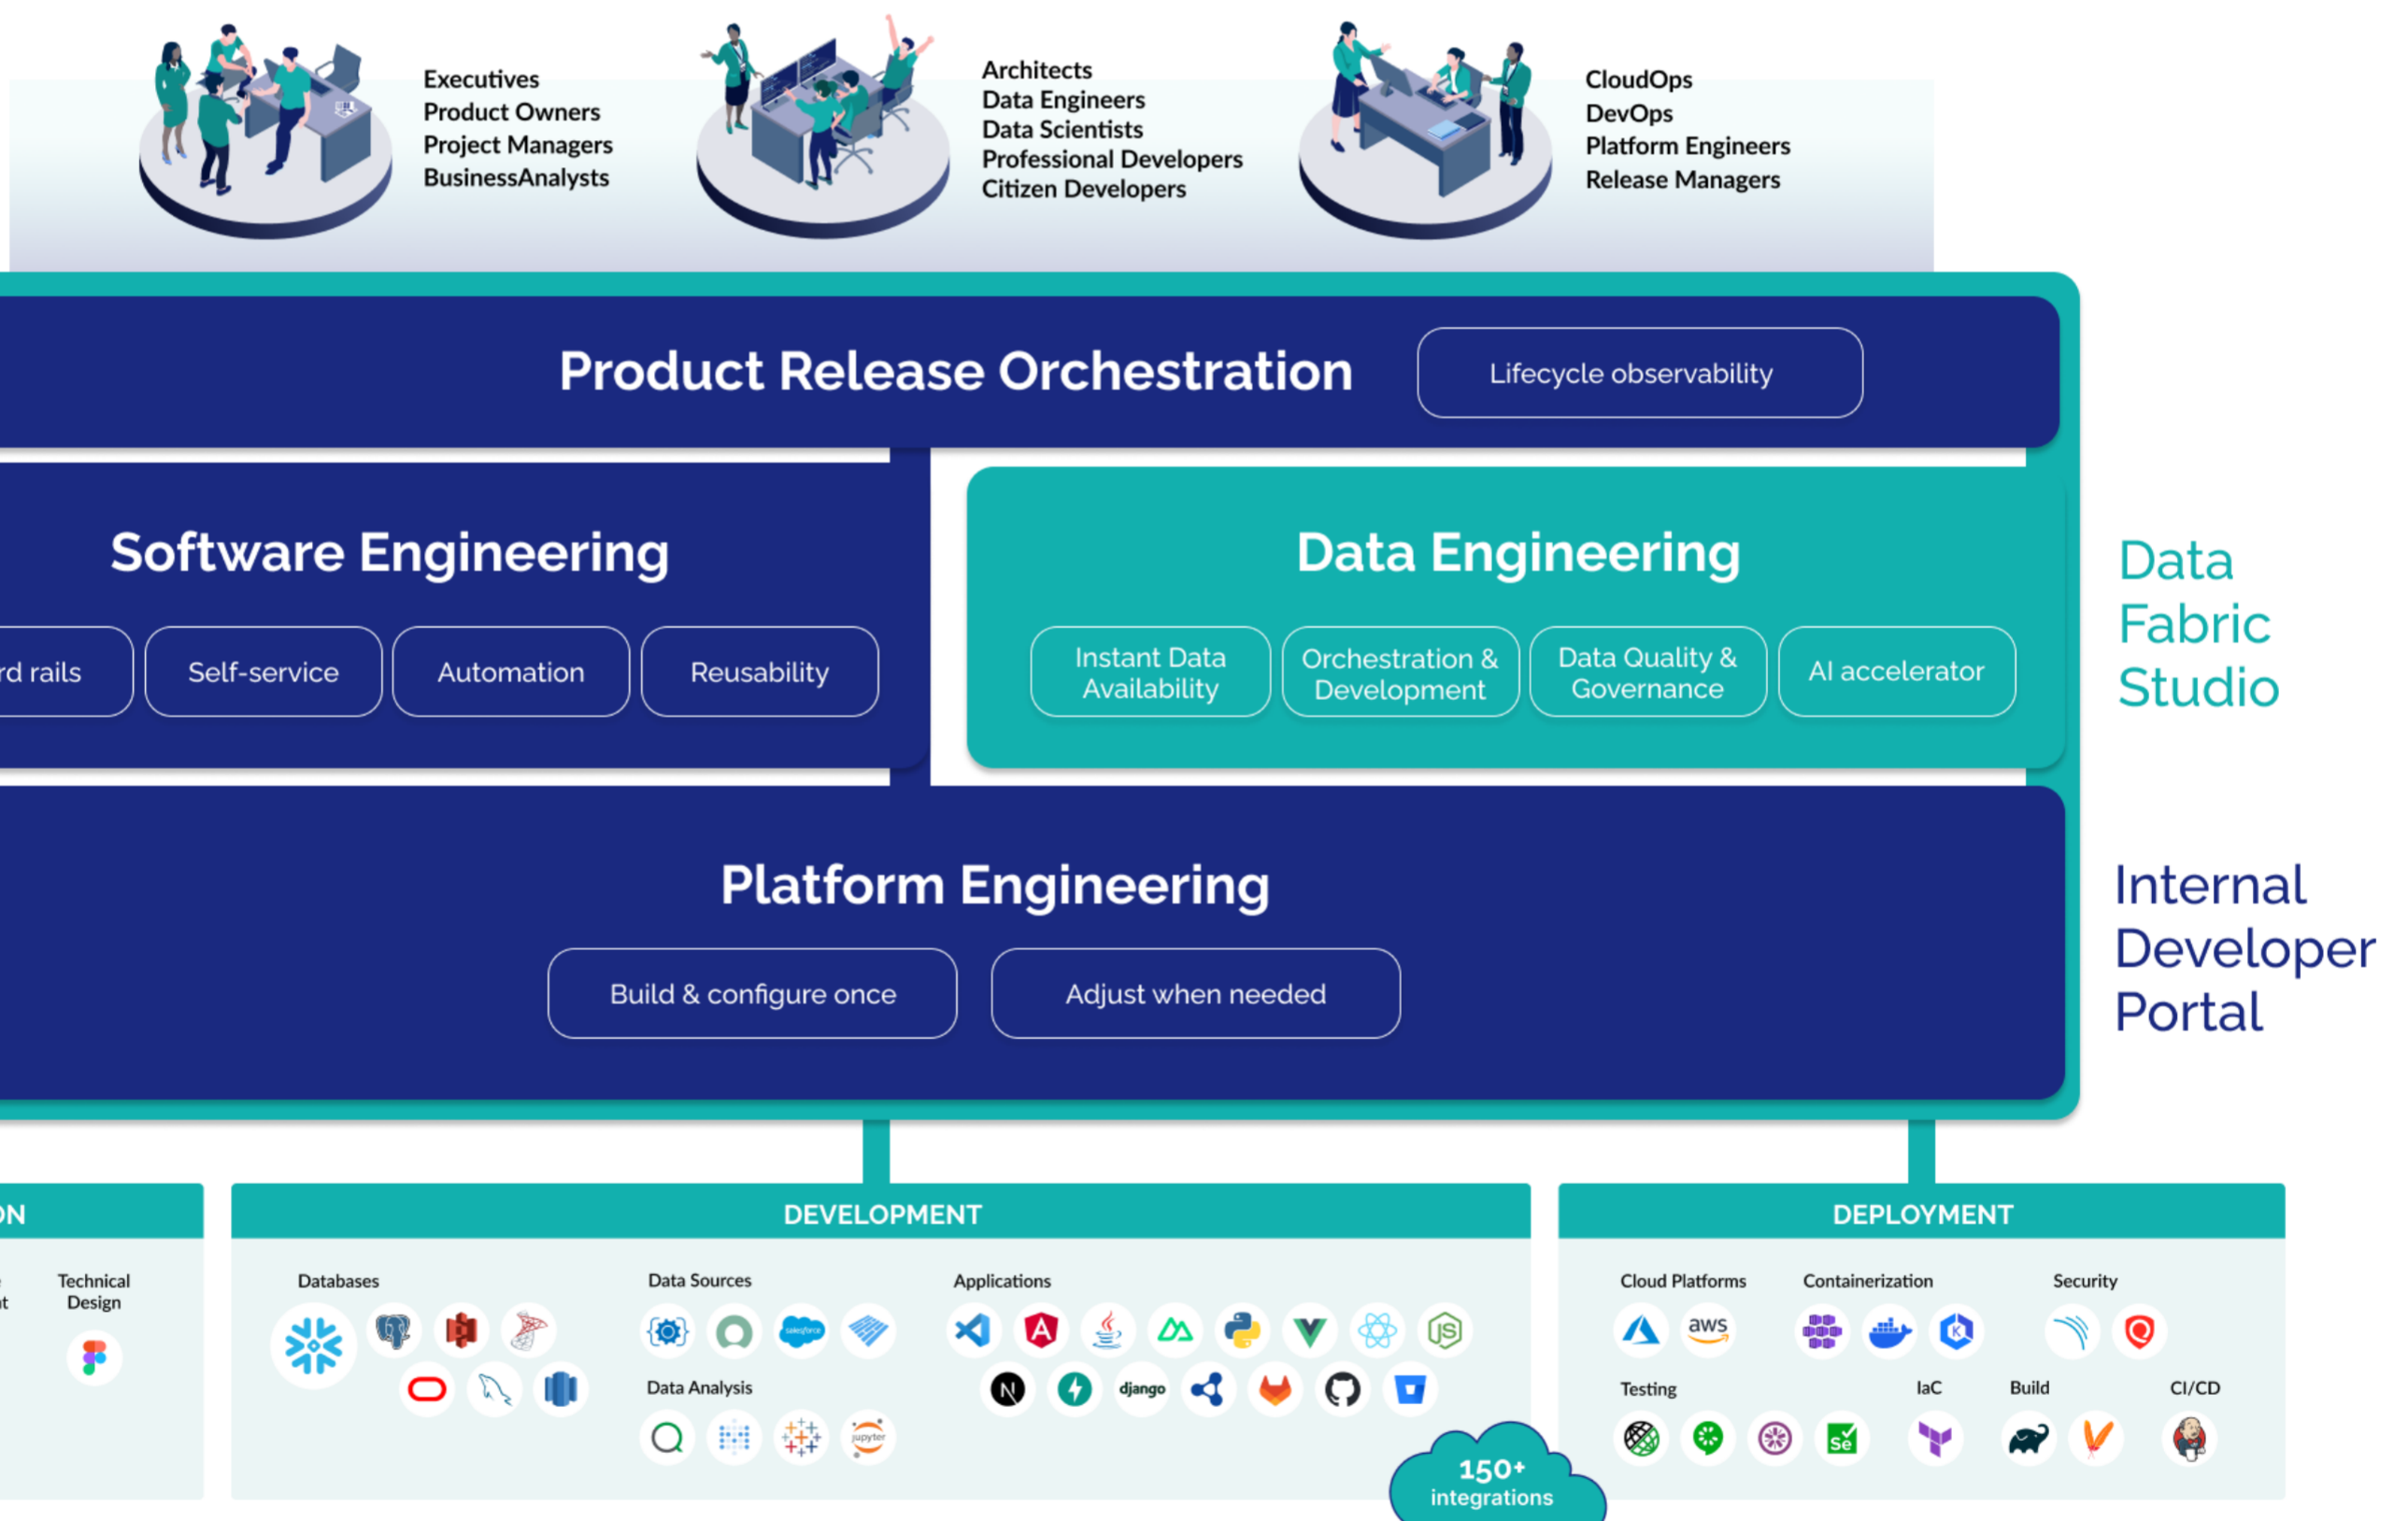 Executives
Product Owners
Project Managers
BusinessAnalysts
Architects
Data Engineers
Data Scientists
Professional Developers
Citizen Developers
CloudOps
DevOps
Platform Engineers
Release Managers
Product Release Orchestration
Lifecycle observability
Software Engineering
rd rails
Self-service
Automation
Reusability
Data Engineering
Instant Data
Availability
Orchestration &
Development
Data Quality &
Governance
AI accelerator
Data
Fabric
Studio
Platform Engineering
Build & configure once
Adjust when needed
Internal
Developer
Portal
ON
Technical
Design
DEVELOPMENT
Databases
Data Sources
salesforce
Data Analysis
jupyter
Applications
A
JS
N
django
150+
integrations
DEPLOYMENT
Cloud Platforms
aws
Containerization
K
Security
Testing
Se
IaC
Build
CI/CD